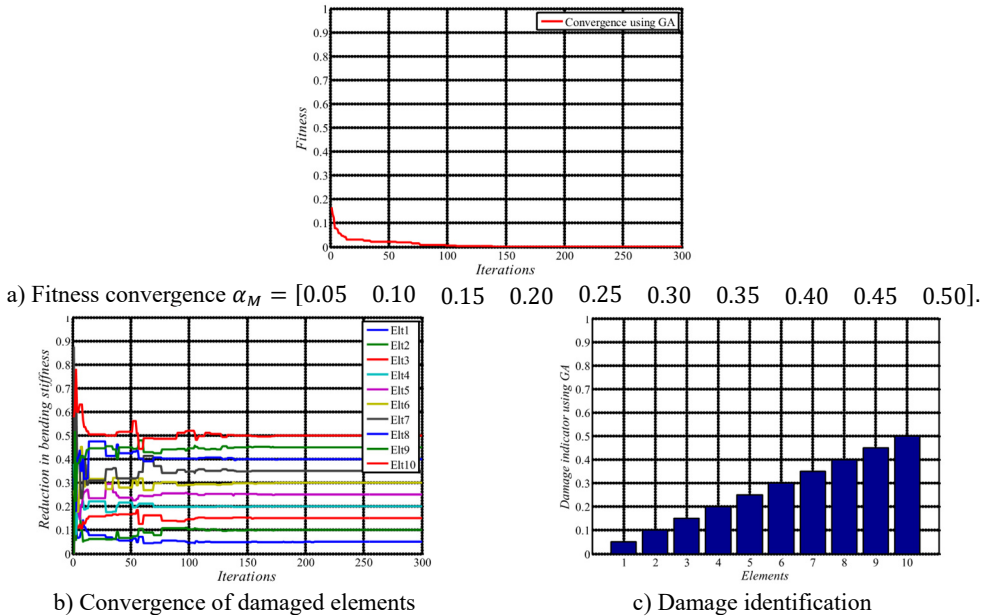 1
0.9
0.8
0.7
0.6
0.5
0.4
0.3
0.2
0.1
0
Fitness
Convergence using GA
0 50 100 150 200 250 300
Iterations
a) Fitness convergence α_M = [0.05 0.10 0.15 0.20 0.25 0.30 0.35 0.40 0.45 0.50].
1
0.9
0.8
0.7
0.6
0.5
0.4
0.3
0.2
0.1
0
Reduction in bending stiffness
Elt1
Elt2
Elt3
Elt4
Elt5
Elt6
Elt7
Elt8
Elt9
Elt10
0 50 100 150 200 250 300
Iterations
b) Convergence of damaged elements
1
0.9
0.8
0.7
0.6
0.5
0.4
0.3
0.2
0.1
0
Damage indicator using GA
1 2 3 4 5 6 7 8 9 10
Elements
c) Damage identification